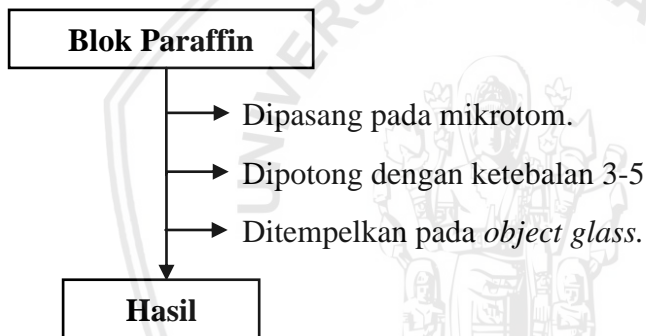 Blok Paraffin
Dipasang pada mikrotom.
Dipotong dengan ketebalan 3-5
Ditempelkan pada object glass.
Hasil